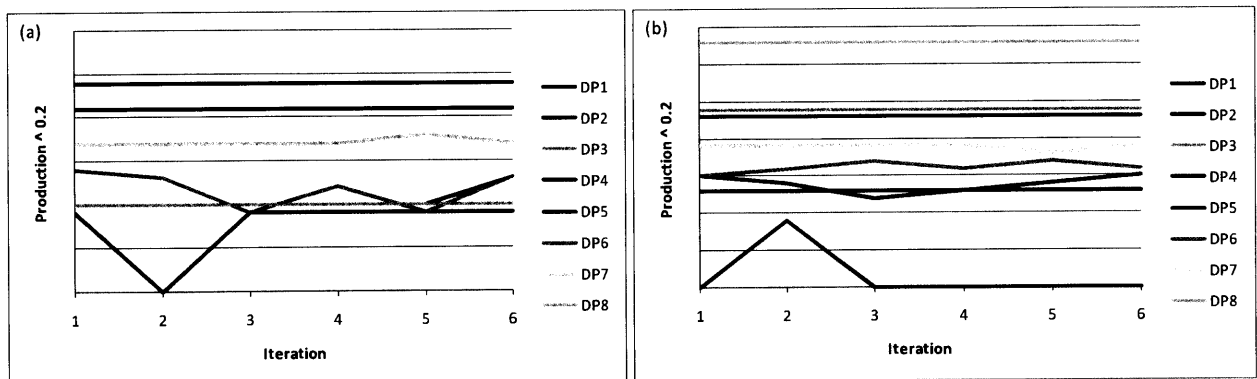 (a)
Production ^ 0.2
DP1
DP2
DP3
DP4
DP5
DP6
DP7
DP8
1 2 3 4 5 6
Iteration
(b)
Production ^ 0.2
DP1
DP2
DP3
DP4
DP5
DP6
DP7
DP8
1 2 3 4 5 6
Iteration